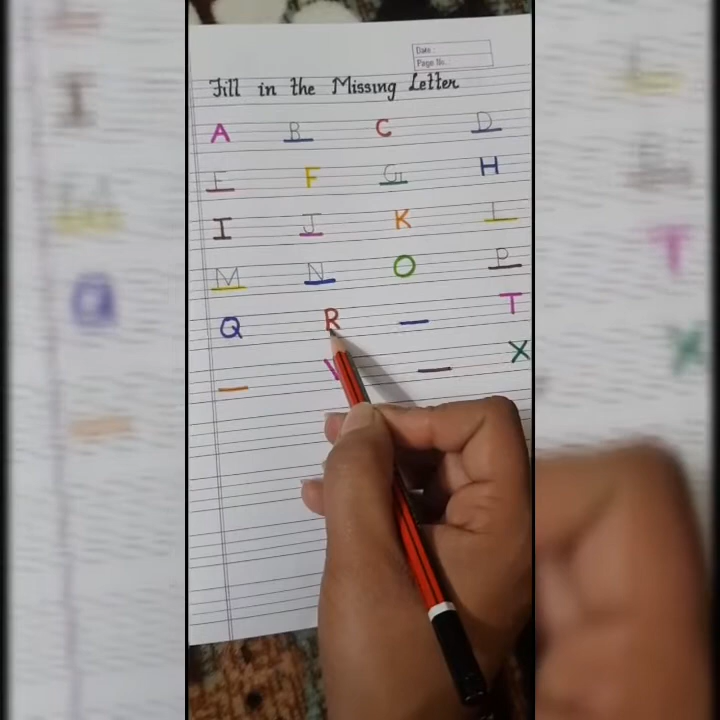 Date :
Page No.
Fill in the Missing Letter
A B C D
E F G H
I J K L
M N O P
Q R _ T
_ V _ X